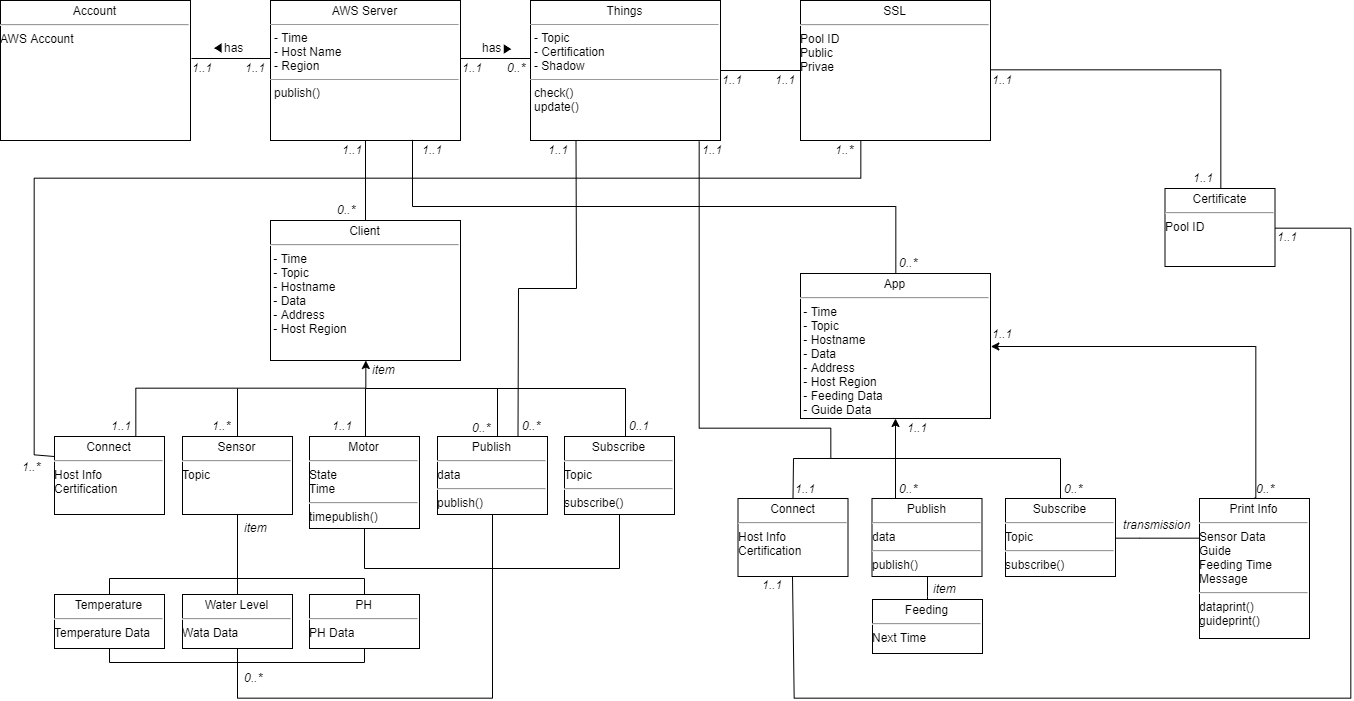 Account
AWS Account
◀has
1..1
1..1
AWS Server
- Time
- Host Name
- Region
publish()
has▶
1..1
0..*
Things
- Topic
- Certification
- Shadow
check()
update()
1..1
1..1
SSL
Pool ID
Public
Privae
1..1
1..1
1..1
1..1
1..1
1..*
1..1
Certificate
Pool ID
1..1
0..*
Client
- Time
- Topic
- Hostname
- Data
- Address
- Host Region
item
0..*
App
- Time
- Topic
- Hostname
- Data
- Address
- Host Region
- Feeding Data
- Guide Data
1..1
1..1
1..1
1..*
1..1
0..*
0..*
0..1
1..*
Connect
Host Info
Certification
Sensor
Topic
Motor
State
Time
timepublish()
Publish
data
publish()
Subscribe
Topic
subscribe()
item
Temperature
Temperature Data
Water Level
Wata Data
PH
PH Data
0..*
1..1
0..*
0..*
0..*
Connect
Host Info
Certification
1..1
Publish
data
publish()
item
Feeding
Next Time
Subscribe
Topic
subscribe()
transmission
Print Info
Sensor Data
Guide
Feeding Time
Message
dataprint()
guideprint()